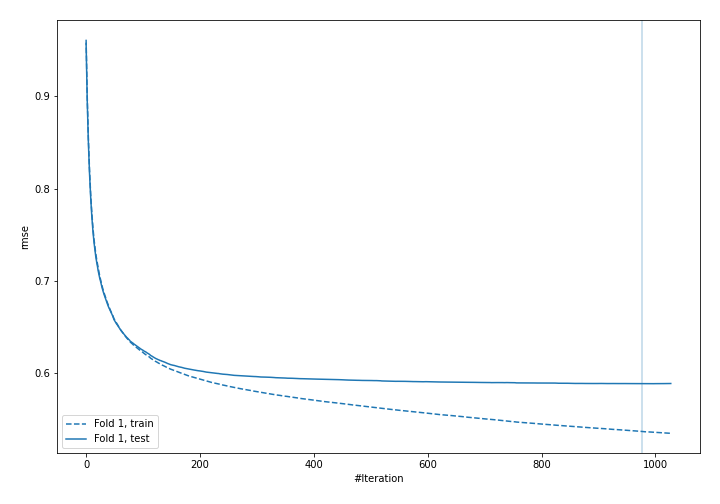 0.9
0.8
0.7
0.6
rmse
Fold 1, train
Fold 1, test
0 200 400 600 800 1000
#Iteration